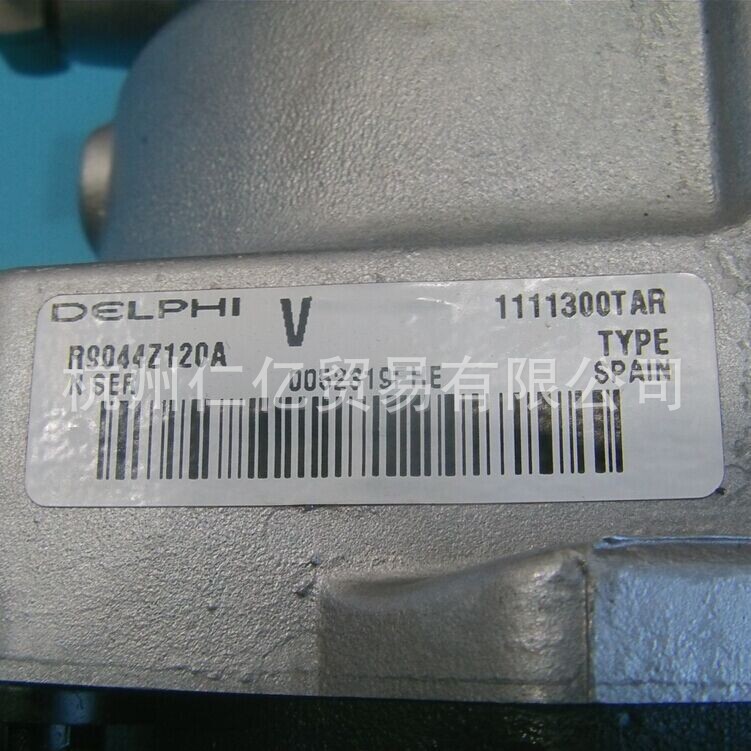 DELPHI V 1111300TAR
R9044Z120A TYPE
N SER SPAIN
杭州仁亿贸易有限公司